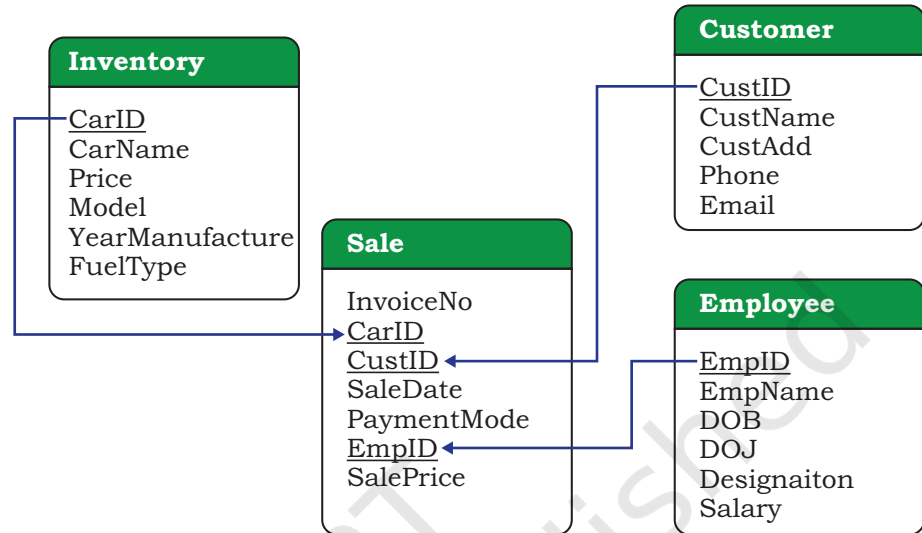 Inventory
CarID
CarName
Price
Model
YearManufacture
FuelType
Sale
InvoiceNo
CarID
CustID
SaleDate
PaymentMode
EmpID
SalePrice
Customer
CustID
CustName
CustAdd
Phone
Email
Employee
EmpID
EmpName
DOB
DOJ
Designaiton
Salary